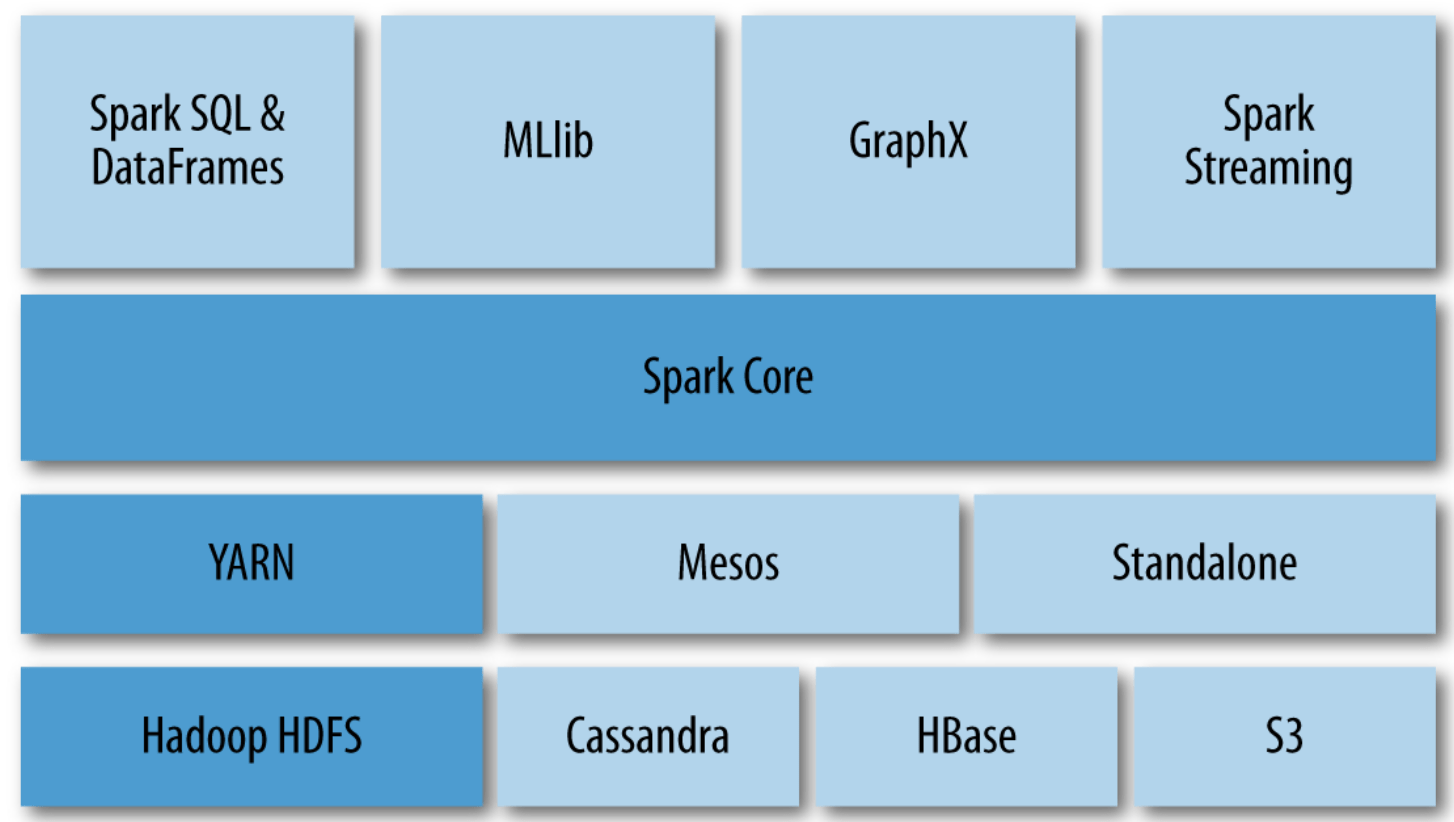 Spark SQL &
DataFrames
MLlib
GraphX
Spark
Streaming
Spark Core
YARN
Mesos
Standalone
Hadoop HDFS
Cassandra
HBase
S3